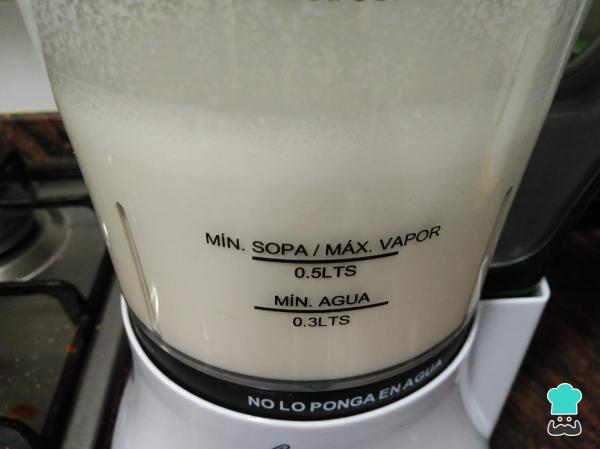 MÍN. SOPA / MÁX. VAPOR
0.5LTS
MÍN. AGUA
0.3LTS
NO LO PONGA EN AGUA